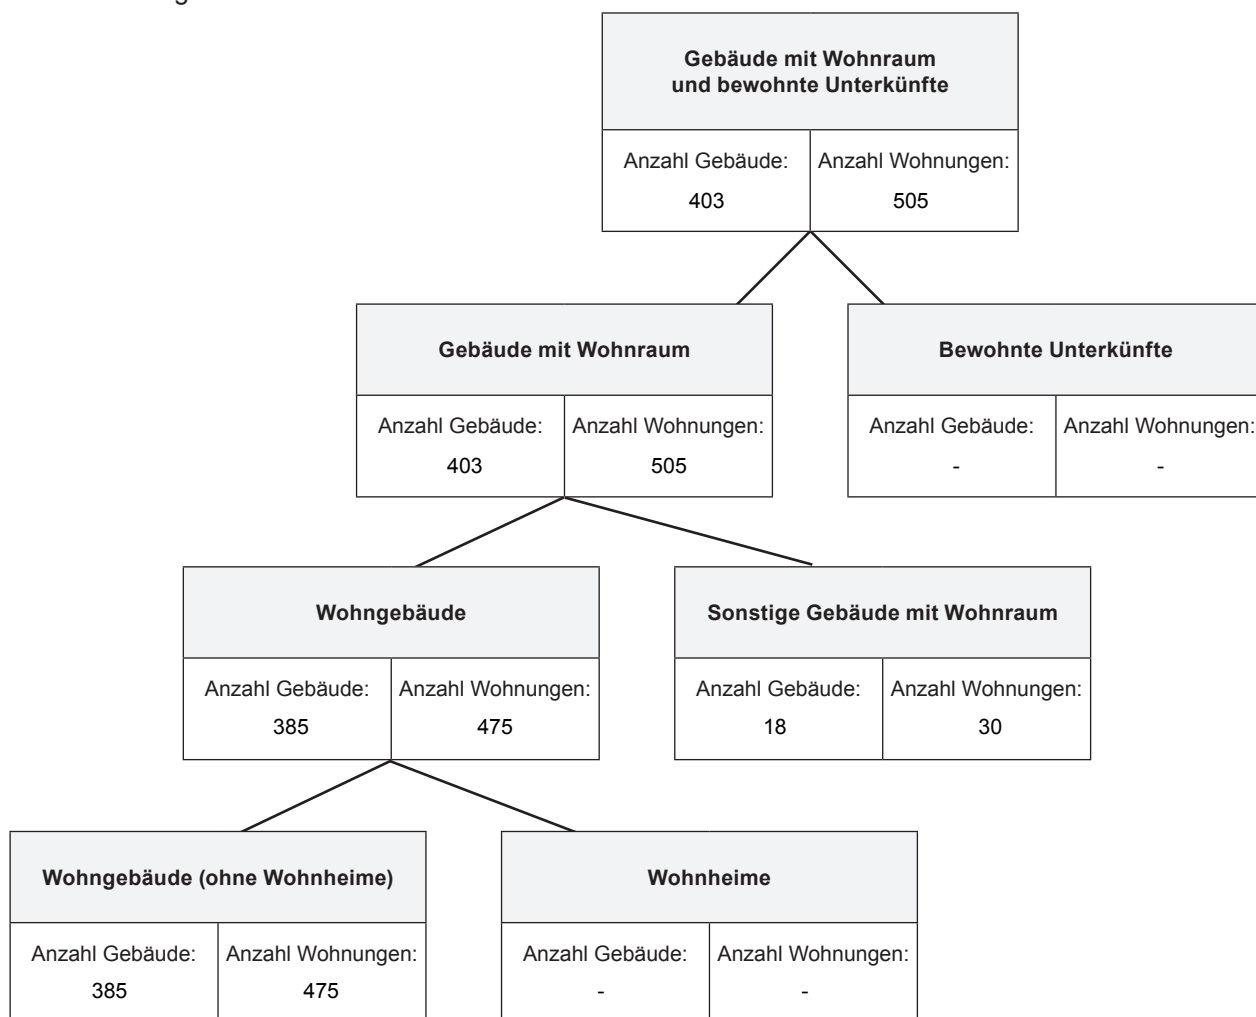 Gebäude mit Wohnraum
und bewohnte Unterkünfte
Anzahl Gebäude: Anzahl Wohnungen:
403 505
Gebäude mit Wohnraum
Anzahl Gebäude: Anzahl Wohnungen:
403 505
Bewohnte Unterkünfte
Anzahl Gebäude: Anzahl Wohnungen:
- -
Wohngebäude
Anzahl Gebäude: Anzahl Wohnungen:
385 475
Sonstige Gebäude mit Wohnraum
Anzahl Gebäude: Anzahl Wohnungen:
18 30
Wohngebäude (ohne Wohnheime)
Anzahl Gebäude: Anzahl Wohnungen:
385 475
Wohnheime
Anzahl Gebäude: Anzahl Wohnungen:
- -